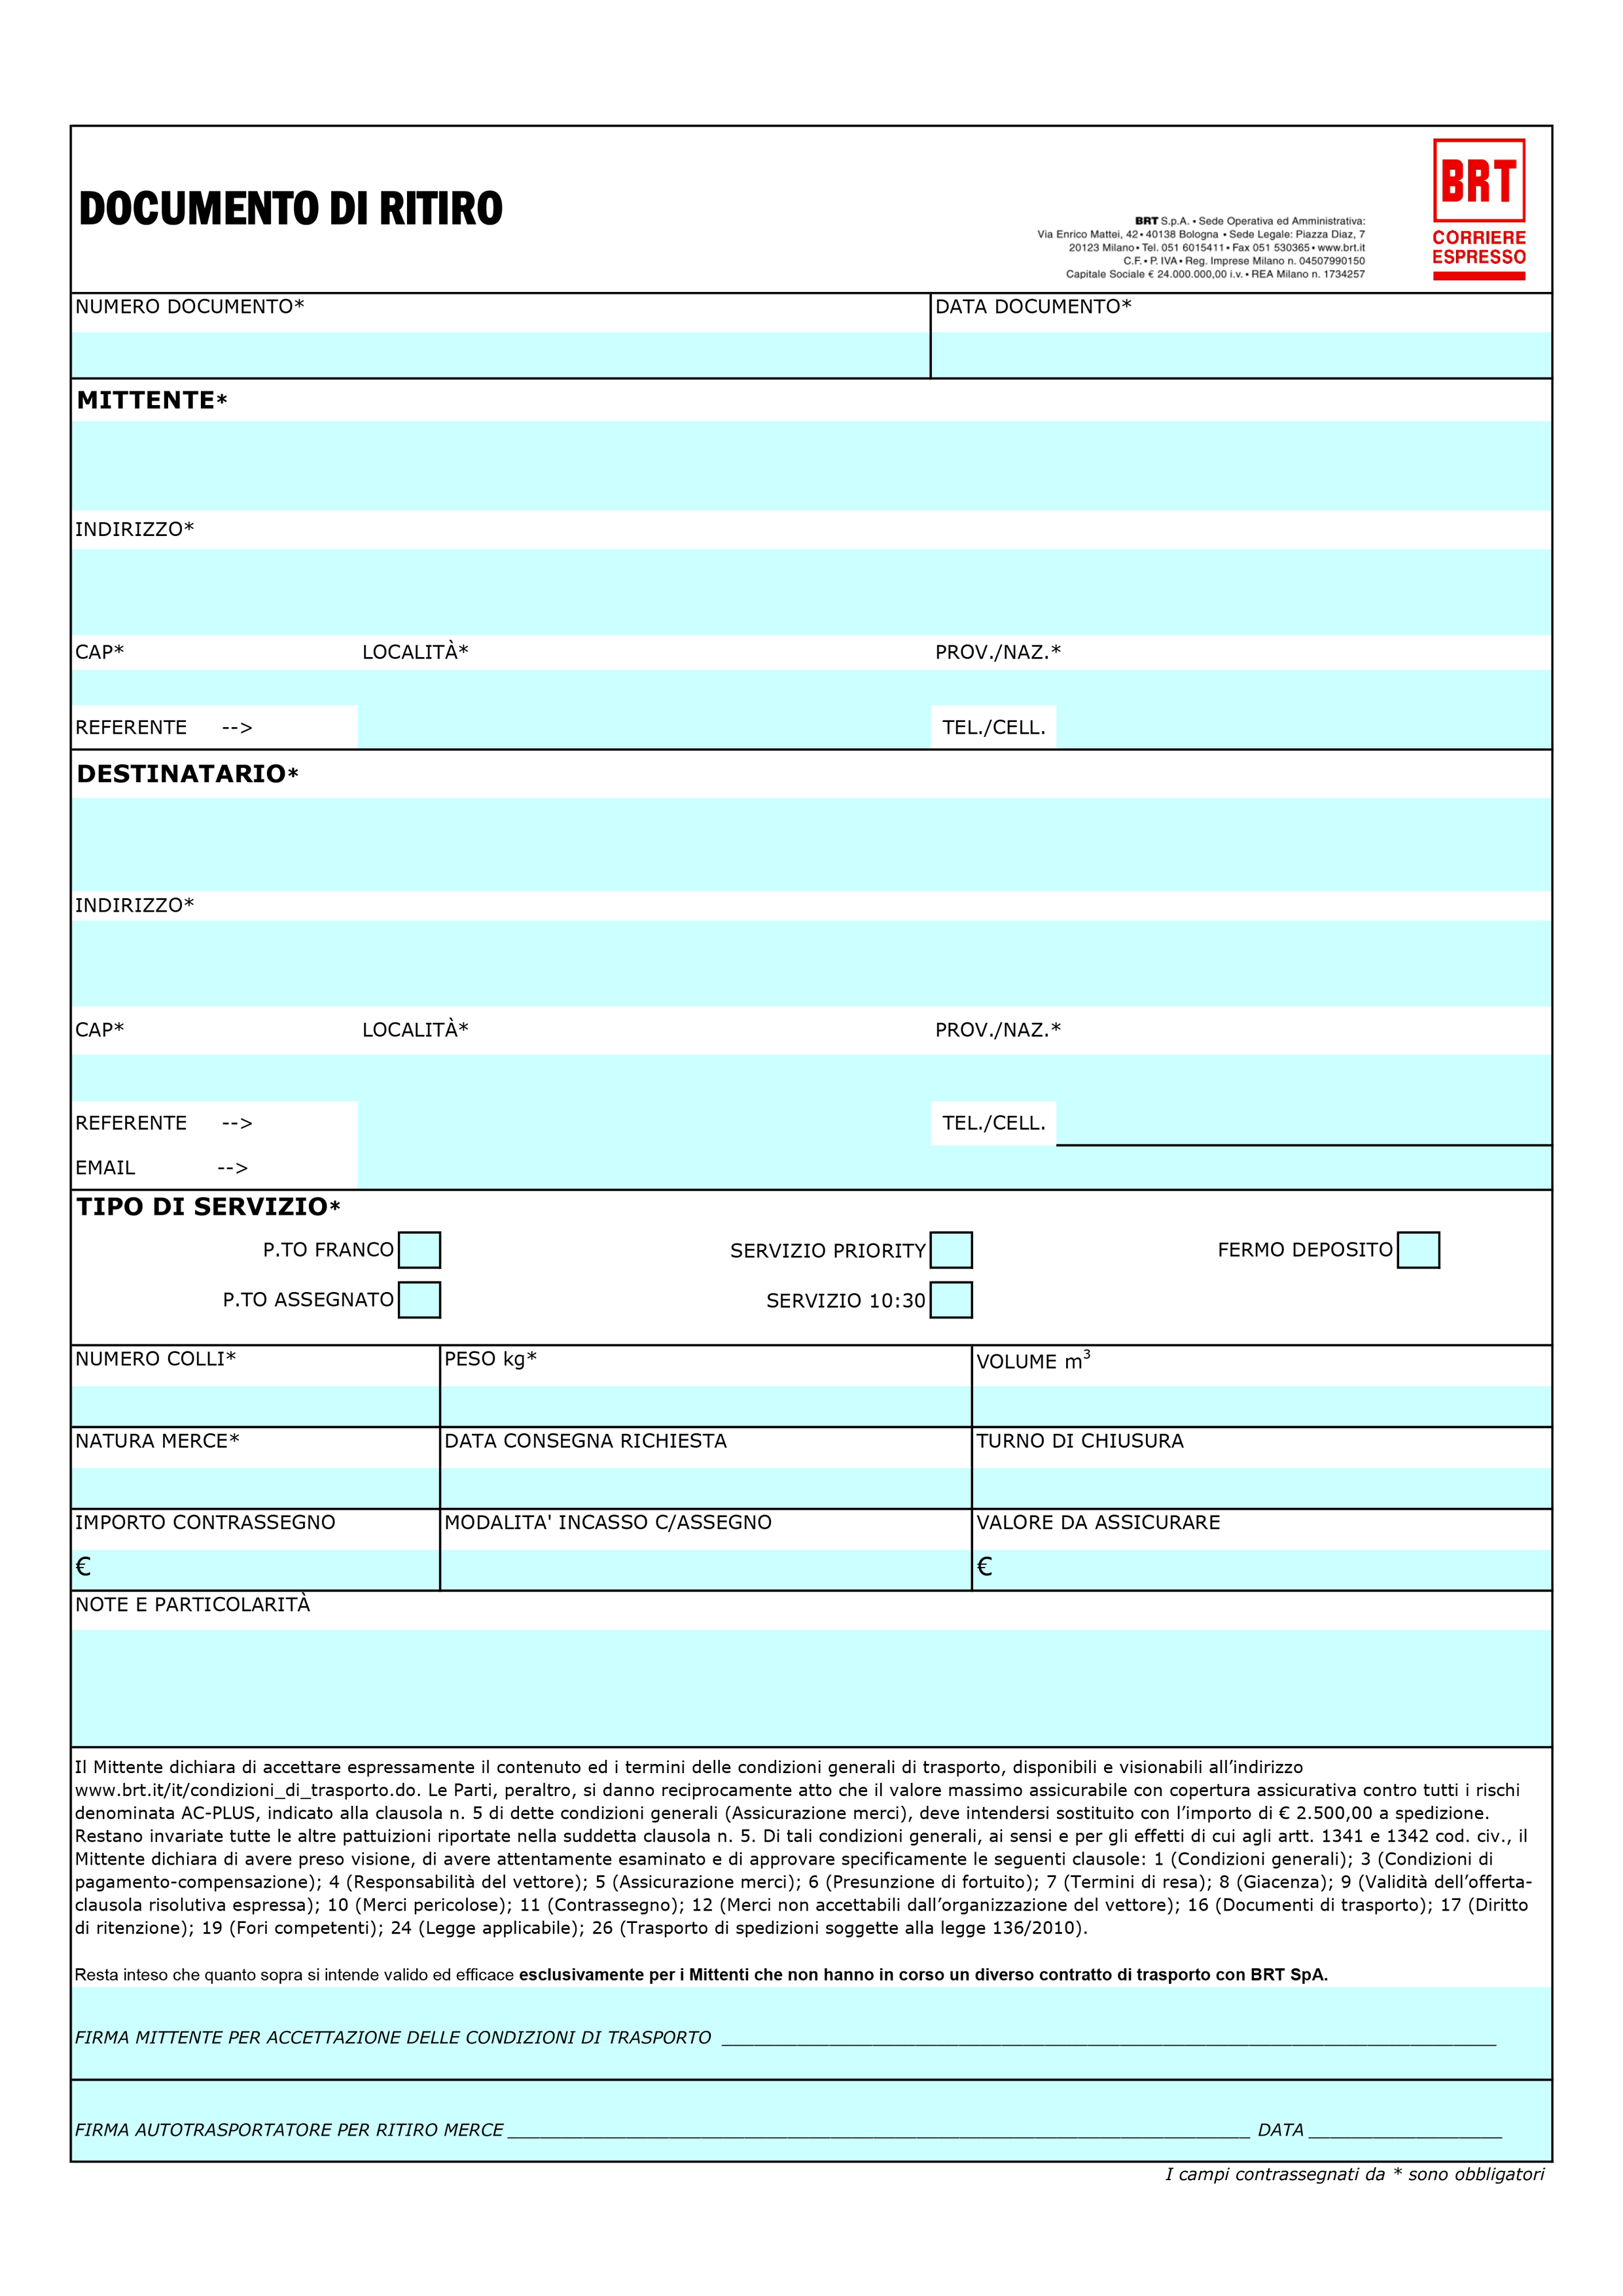 DOCUMENTO DI RITIRO
BRT S.p.A. • Sede Operativa ed Amministrativa:
Via Enrico Mattei, 42 • 40138 Bologna • Sede Legale: Piazza Diaz, 7
20123 Milano • Tel. 051 6015411 • Fax 051 530365 • www.brt.it
C.F. • P. IVA • Reg. Imprese Milano n. 04507990150
Capitale Sociale € 24.000.000,00 i.v. • REA Milano n. 1734257
BRT
CORRIERE
ESPRESSO
NUMERO DOCUMENTO* DATA DOCUMENTO*
MITTENTE*
INDIRIZZO*
CAP* LOCALITÀ* PROV./NAZ.*
REFERENTE --> TEL./CELL.
DESTINATARIO*
INDIRIZZO*
CAP* LOCALITÀ* PROV./NAZ.*
REFERENTE --> TEL./CELL.
EMAIL -->
TIPO DI SERVIZIO*
P.TO FRANCO SERVIZIO PRIORITY FERMO DEPOSITO
P.TO ASSEGNATO SERVIZIO 10:30
NUMERO COLLI* PESO kg* VOLUME m³
NATURA MERCE* DATA CONSEGNA RICHIESTA TURNO DI CHIUSURA
IMPORTO CONTRASSEGNO MODALITA' INCASSO C/ASSEGNO VALORE DA ASSICURARE
€ €
NOTE E PARTICOLARITÀ
Il Mittente dichiara di accettare espressamente il contenuto ed i termini delle condizioni generali di trasporto, disponibili e visionabili all’indirizzo
www.brt.it/it/condizioni_di_trasporto.do. Le Parti, peraltro, si danno reciprocamente atto che il valore massimo assicurabile con copertura assicurativa contro tutti i rischi
denominata AC-PLUS, indicato alla clausola n. 5 di dette condizioni generali (Assicurazione merci), deve intendersi sostituito con l’importo di € 2.500,00 a spedizione.
Restano invariate tutte le altre pattuizioni riportate nella suddetta clausola n. 5. Di tali condizioni generali, ai sensi e per gli effetti di cui agli artt. 1341 e 1342 cod. civ., il
Mittente dichiara di avere preso visione, di avere attentamente esaminato e di approvare specificamente le seguenti clausole: 1 (Condizioni generali); 3 (Condizioni di
pagamento-compensazione); 4 (Responsabilità del vettore); 5 (Assicurazione merci); 6 (Presunzione di fortuito); 7 (Termini di resa); 8 (Giacenza); 9 (Validità dell’offerta-
clausola risolutiva espressa); 10 (Merci pericolose); 11 (Contrassegno); 12 (Merci non accettabili dall’organizzazione del vettore); 16 (Documenti di trasporto); 17 (Diritto
di ritenzione); 19 (Fori competenti); 24 (Legge applicabile); 26 (Trasporto di spedizioni soggette alla legge 136/2010).
Resta inteso che quanto sopra si intende valido ed efficace esclusivamente per i Mittenti che non hanno in corso un diverso contratto di trasporto con BRT SpA.
FIRMA MITTENTE PER ACCETTAZIONE DELLE CONDIZIONI DI TRASPORTO
FIRMA AUTOTRASPORTATORE PER RITIRO MERCE DATA
I campi contrassegnati da * sono obbligatori